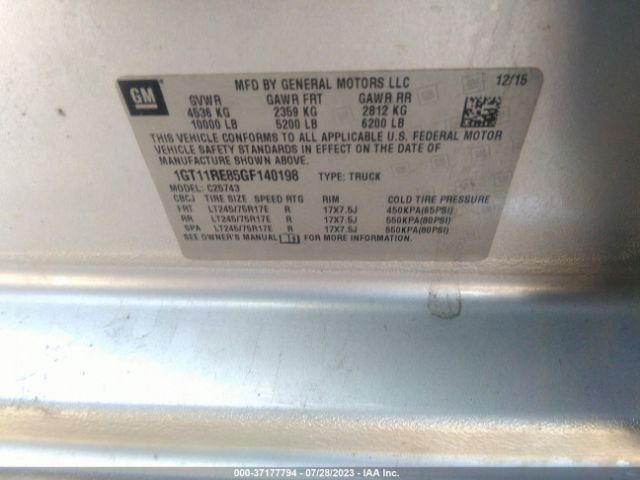 GM
MFD BY GENERAL MOTORS LLC 12/15
GVWR GAWR FRT GAWR RR
4536 KG 2359 KG 2812 KG
10000 LB 5200 LB 6200 LB
THIS VEHICLE CONFORMS TO ALL APPLICABLE U.S. FEDERAL MOTOR
VEHICLE SAFETY STANDARDS IN EFFECT ON THE DATE OF
MANUFACTURE SHOWN ABOVE.
1GT11RE85GF140198 TYPE: TRUCK
MODEL: C25743
CBCJ TIRE SIZE SPEED RTG RIM COLD TIRE PRESSURE
FRT LT245/75R17E R 17X7.5J 450KPA(65PSI)
RR LT245/75R17E R 17X7.5J 550KPA(80PSI)
SPA LT245/75R17E R 17X7.5J 550KPA(80PSI)
SEE OWNER'S MANUAL FOR MORE INFORMATION.
000-37177794 - 07/28/2023 - IAA Inc.